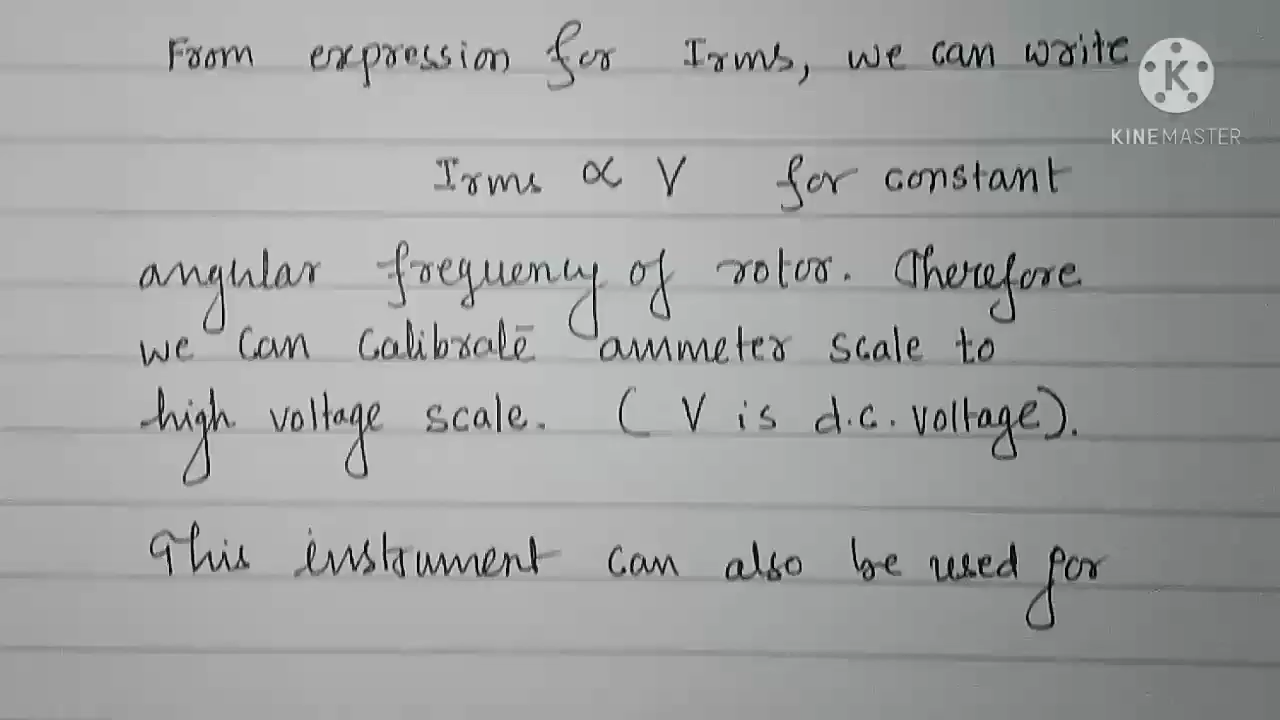 From expression for Irms, we can write
K
KINEMASTER
Irms ∝ V for constant
angular frequency of rotor. Therefore
we can calibrate ammeter scale to
high voltage scale. ( V is d.c. voltage).
This instrument can also be used for